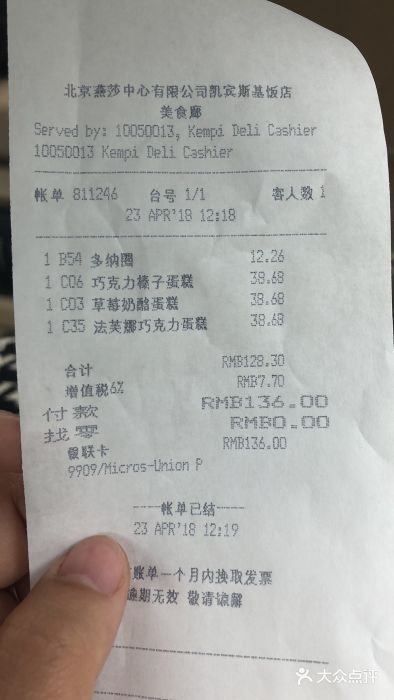 北京燕莎中心有限公司凯宾斯基饭店
美食廊
Served by: 10050013, Kempi Deli Cashier
10050013 Kempi Deli Cashier
帐单 811246 台号 1/1 客人数 1
23 APR'18 12:18
1 B54 多纳圈 12.26
1 C06 巧克力榛子蛋糕 38.68
1 C03 草莓奶酪蛋糕 38.68
1 C35 法芙娜巧克力蛋糕 38.68
合计 RMB128.30
增值税6% RMB7.70
付款 RMB136.00
找零 RMB0.00
银联卡 RMB136.00
9909/Micros-Union P
----帐单已结----
23 APR'18 12:19
账单一个月内换取发票
逾期无效 敬请谅解
大众点评